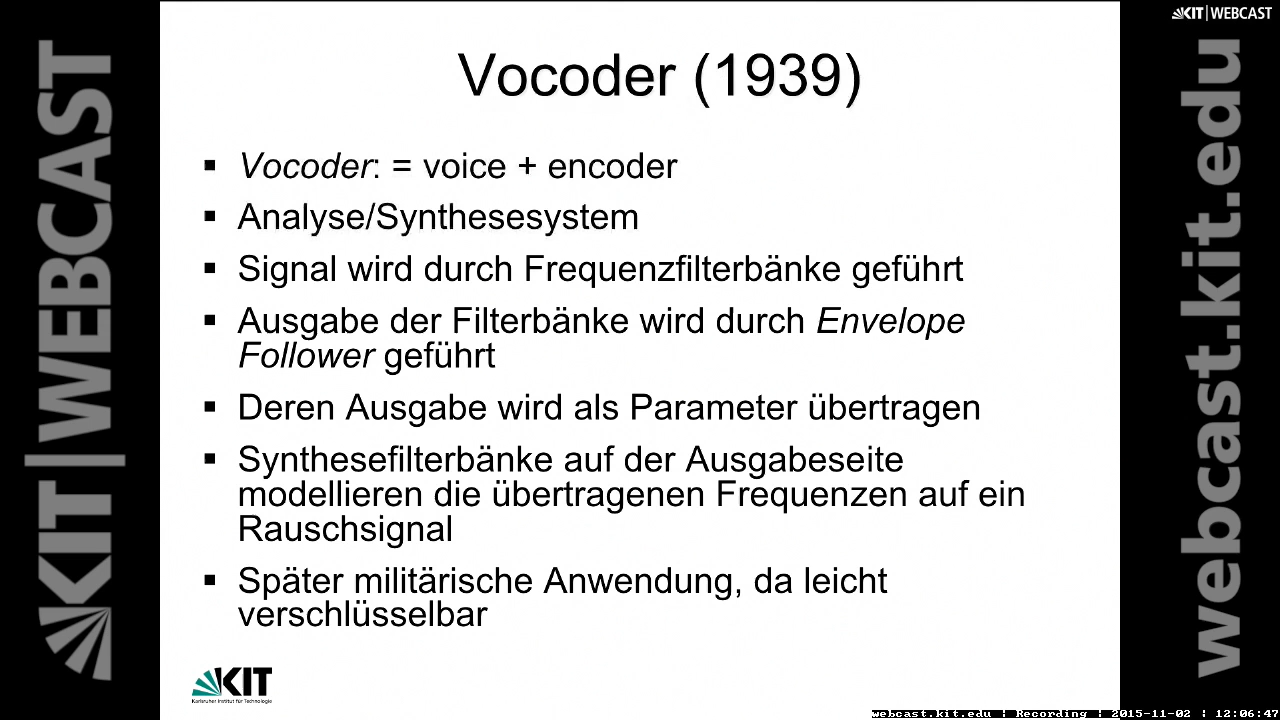 KIT | WEBCAST
KIT|WEBCAST
webcast.kit.edu
Vocoder (1939)
▪ Vocoder: = voice + encoder
▪ Analyse/Synthesesystem
▪ Signal wird durch Frequenzfilterbänke geführt
▪ Ausgabe der Filterbänke wird durch Envelope
Follower geführt
▪ Deren Ausgabe wird als Parameter übertragen
▪ Synthesefilterbänke auf der Ausgabeseite
modellieren die übertragenen Frequenzen auf ein
Rauschsignal
▪ Später militärische Anwendung, da leicht
verschlüsselbar
KIT
Karlsruher Institut für Technologie
webcast.kit.edu | Recording | 2015-11-02 | 12:06:47